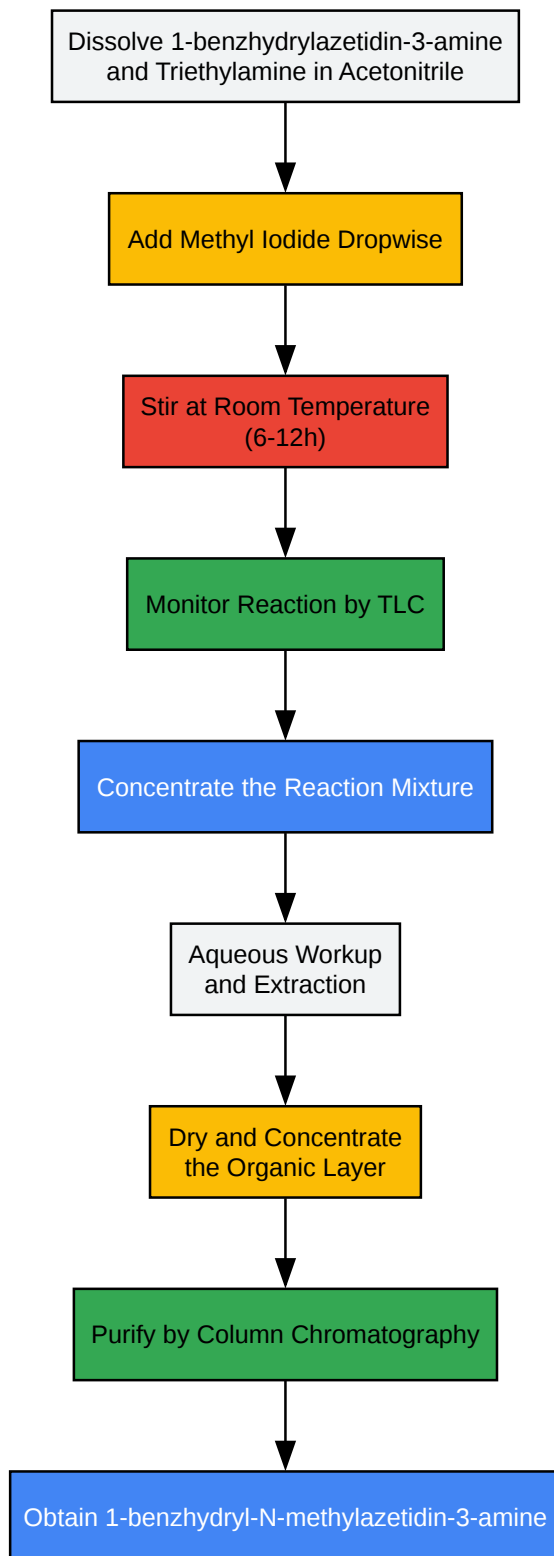 Dissolve 1-benzhydrylazetidin-3-amine
and Triethylamine in Acetonitrile
Add Methyl Iodide Dropwise
Stir at Room Temperature
(6-12h)
Monitor Reaction by TLC
Concentrate the Reaction Mixture
Aqueous Workup
and Extraction
Dry and Concentrate
the Organic Layer
Purify by Column Chromatography
Obtain 1-benzhydryl-N-methylazetidin-3-amine